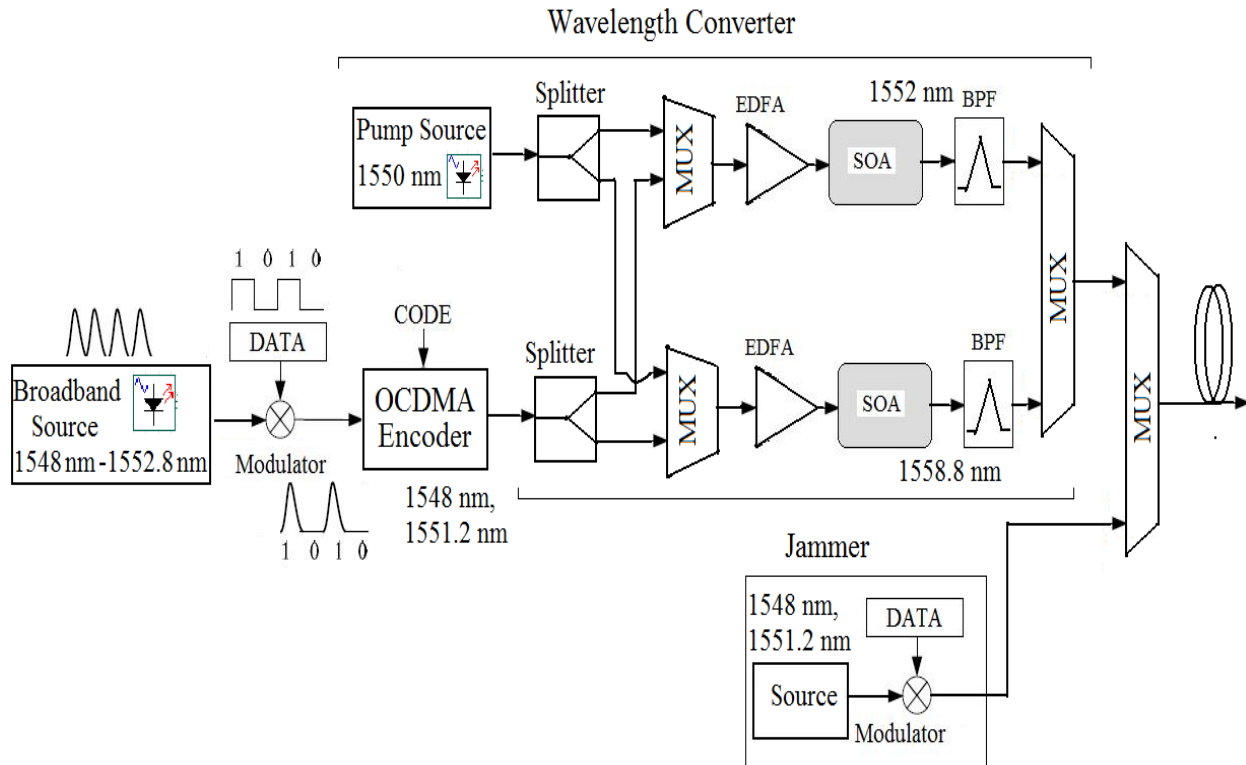 Wavelength Converter
Pump Source
1550 nm
Splitter
MUX
EDFA
SOA
1552 nm
BPF
MUX
MUX
1 0 1 0
DATA
Broadband
Source
1548 nm -1552.8 nm
Modulator
1 0 1 0
CODE
OCDMA
Encoder
1548 nm,
1551.2 nm
Splitter
MUX
EDFA
SOA
1558.8 nm
BPF
Jammer
1548 nm,
1551.2 nm
DATA
Source
Modulator